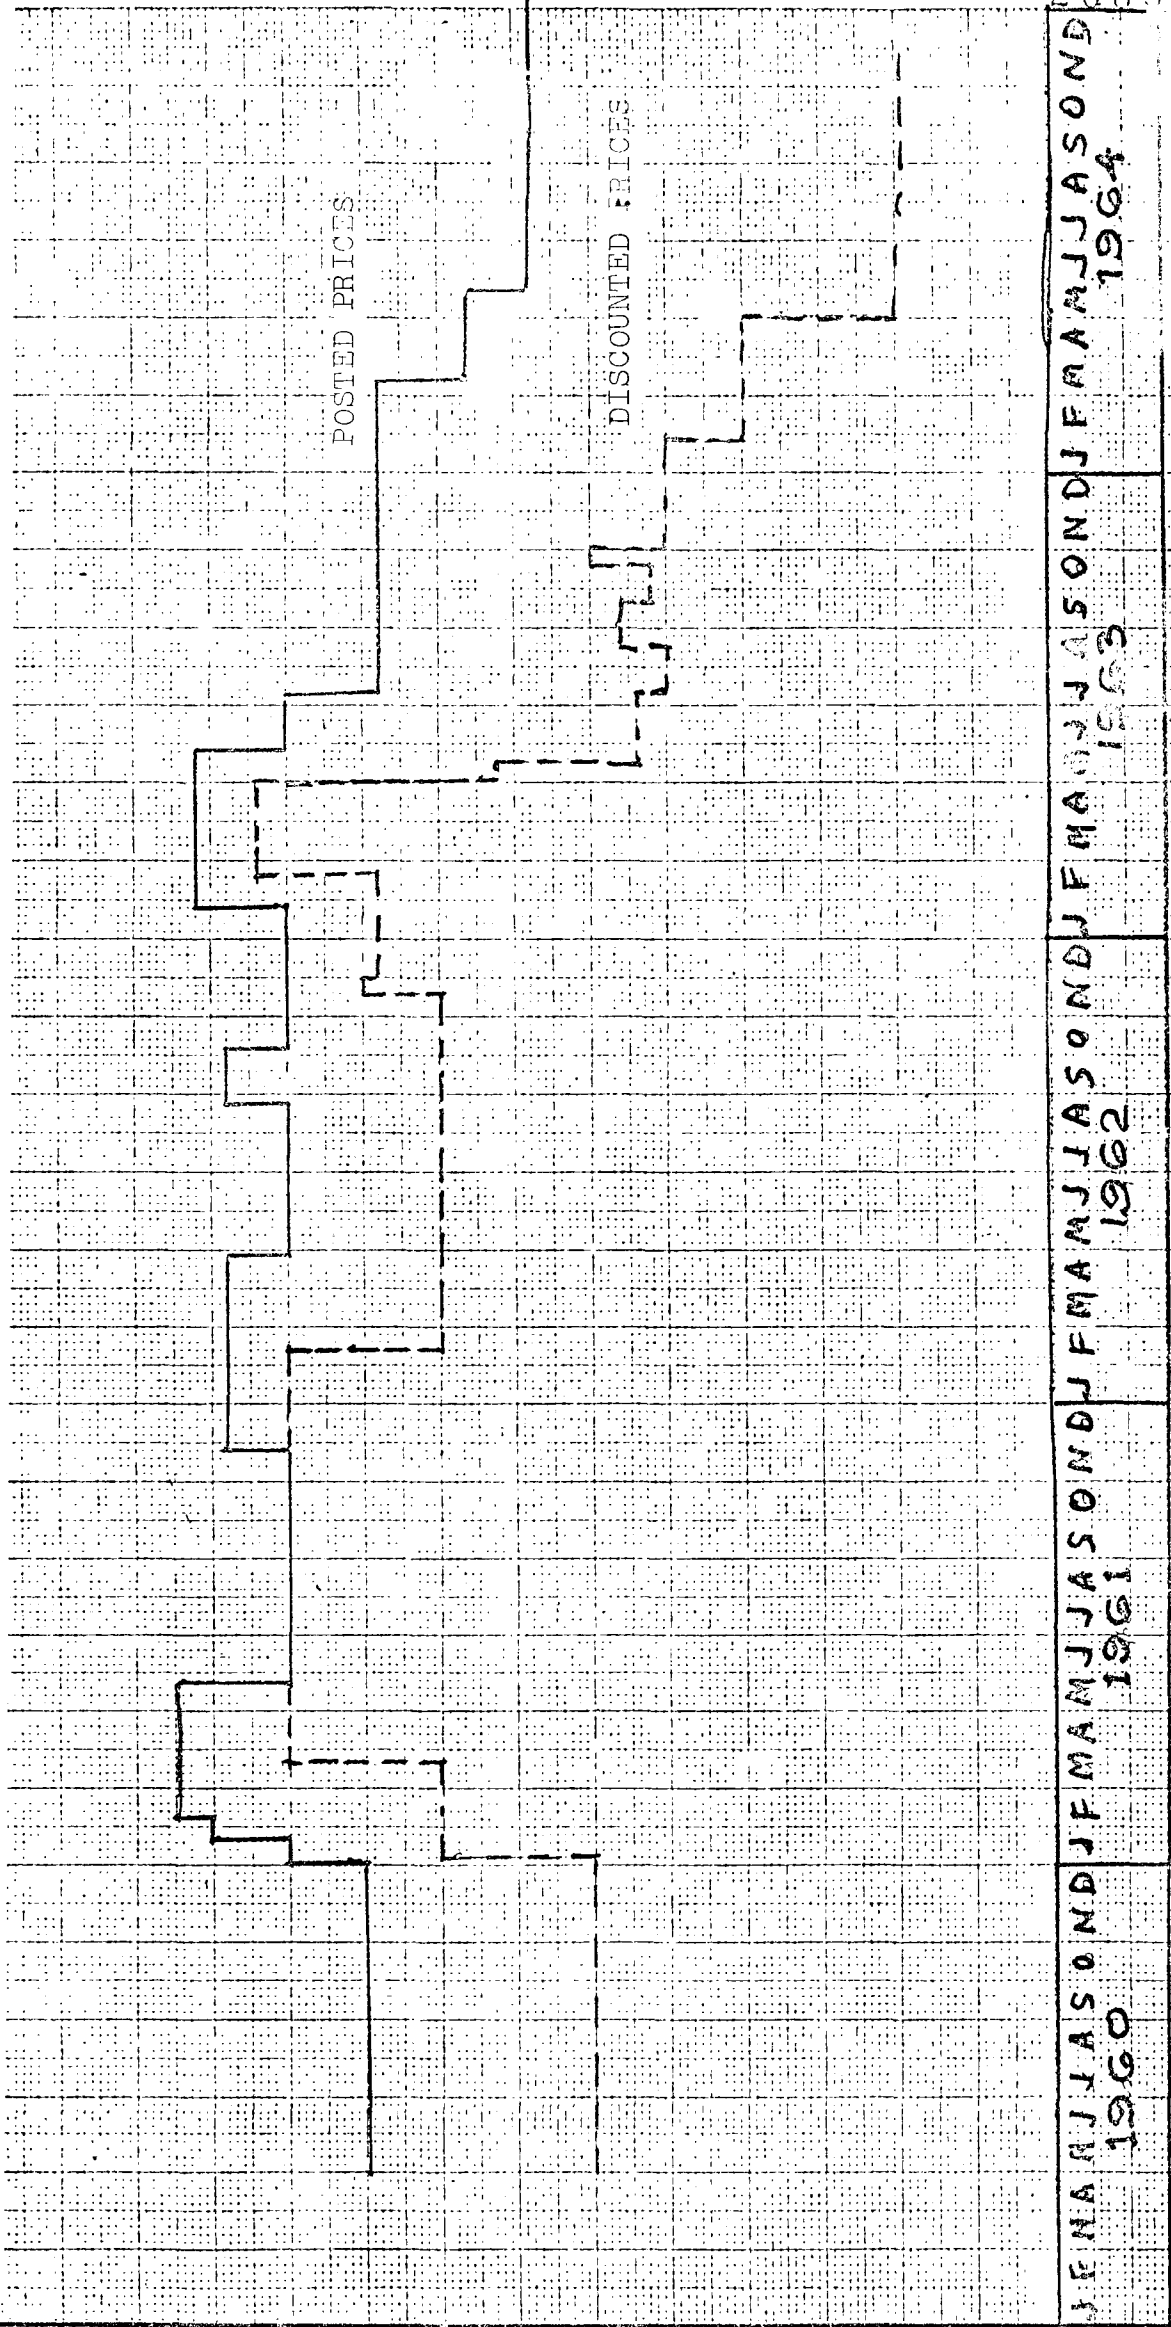 POSTED PRICES
DISCOUNTED PRICES
J F M A M J J A S O N D J F M A M J J A S O N D J F M A M J J A S O N D J F M A M J J A S O N D J F M A M J J A S O N D
1960 1961 1962 1963 1964